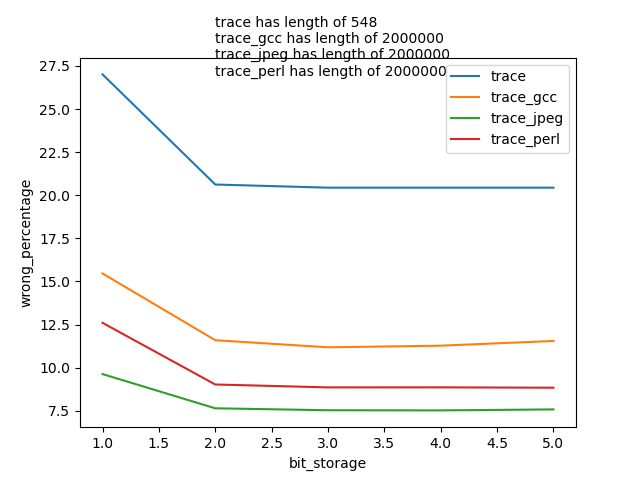 trace has length of 548
trace_gcc has length of 2000000
trace_jpeg has length of 2000000
trace_perl has length of 2000000
27.5
25.0
22.5
20.0
17.5
15.0
12.5
10.0
7.5
wrong_percentage
trace
trace_gcc
trace_jpeg
trace_perl
1.0 1.5 2.0 2.5 3.0 3.5 4.0 4.5 5.0
bit_storage